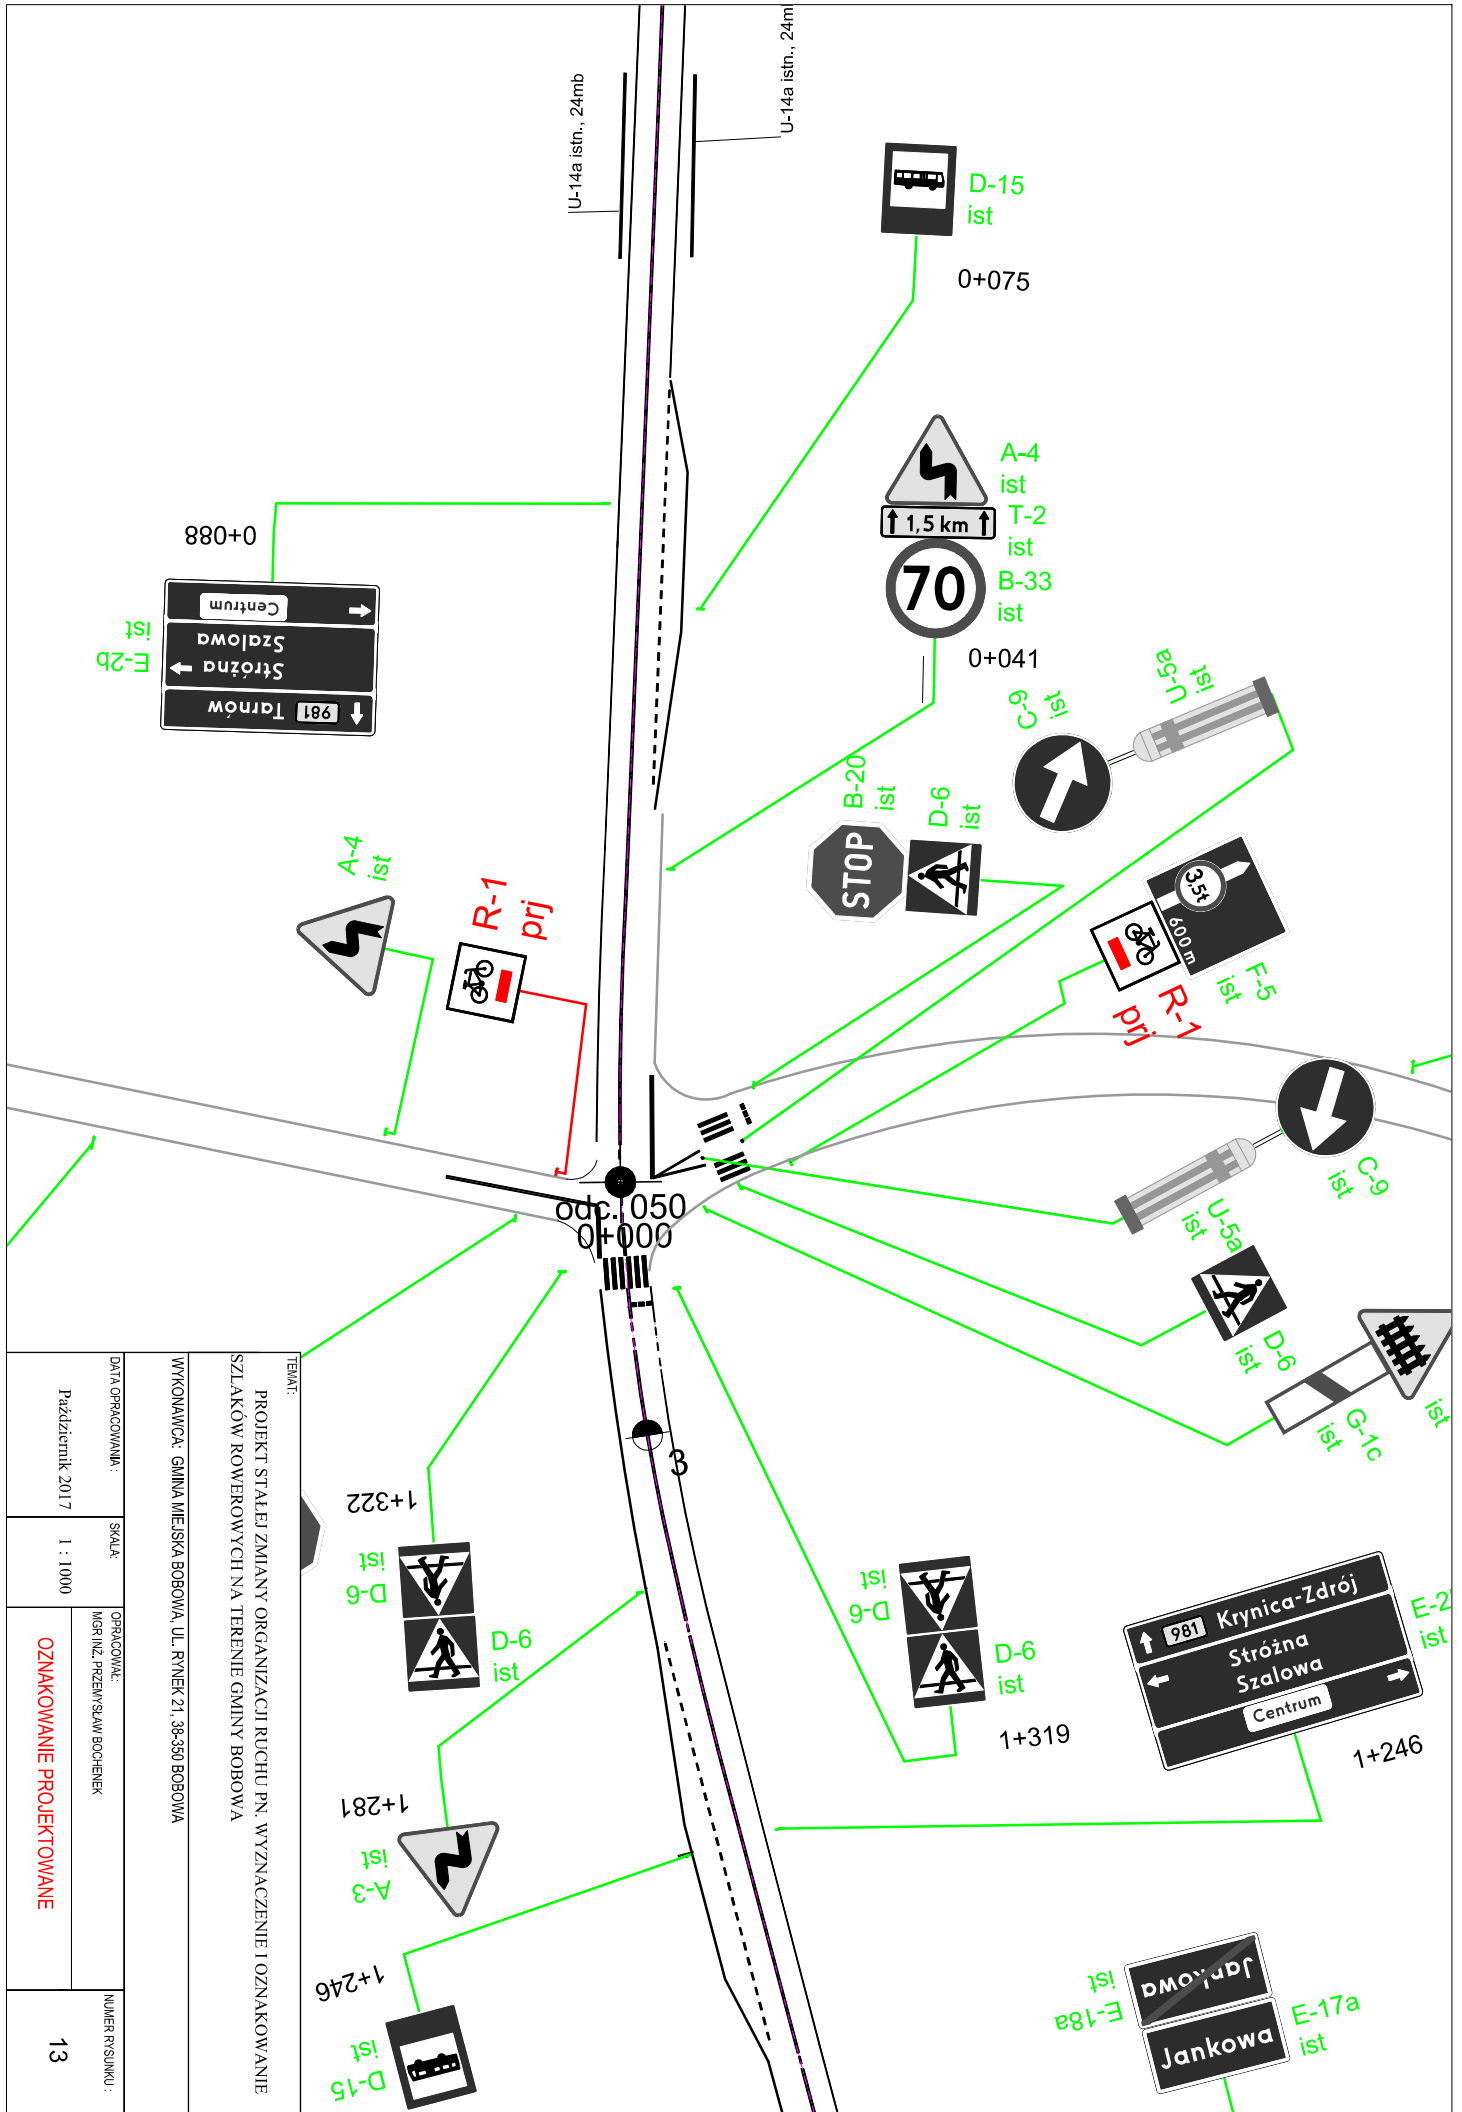 U-14a istn., 24mb
U-14a istn., 24m
D-15
ist
0+075
A-4
ist
1,5 km
T-2
ist
70
B-33
ist
0+041
0+088
Centrum
Szalowa
Stróżna
Tarnów
981
E-2b
ist
C-9
ist
U-5a
ist
B-20
ist
STOP
D-6
ist
A-4
ist
R-1
prj
3,5t
600 m
F-5
ist
R-1
prj
C-9
ist
U-5a
ist
odc. 050
0+000
D-6
ist
G-1c
ist
ist
3
1+322
D-6
ist
D-6
ist
D-6
ist
D-6
ist
1+319
981 Krynica-Zdrój
Stróżna
Szalowa
Centrum
ist
1+246
1+281
A-3
ist
1+246
D-15
ist
Jankowa
E-18a
ist
Jankowa
E-17a
ist
TEMAT:
PROJEKT STAŁEJ ZMIANY ORGANIZACJI RUCHU PN. WYZNACZENIE I OZNAKOWANIE
SZLAKÓW ROWEROWYCH NA TERENIE GMINY BOBOWA
WYKONAWCA: GMINA MIEJSKA BOBOWA, UL. RYNEK 21, 38-350 BOBOWA
DATA OPRACOWANIA:
Październik 2017
SKALA:
1 : 1000
OPRACOWAŁ:
MGR INŻ. PRZEMYSŁAW BOCHENEK
OZNAKOWANIE PROJEKTOWANE
NUMER RYSUNKU:
13